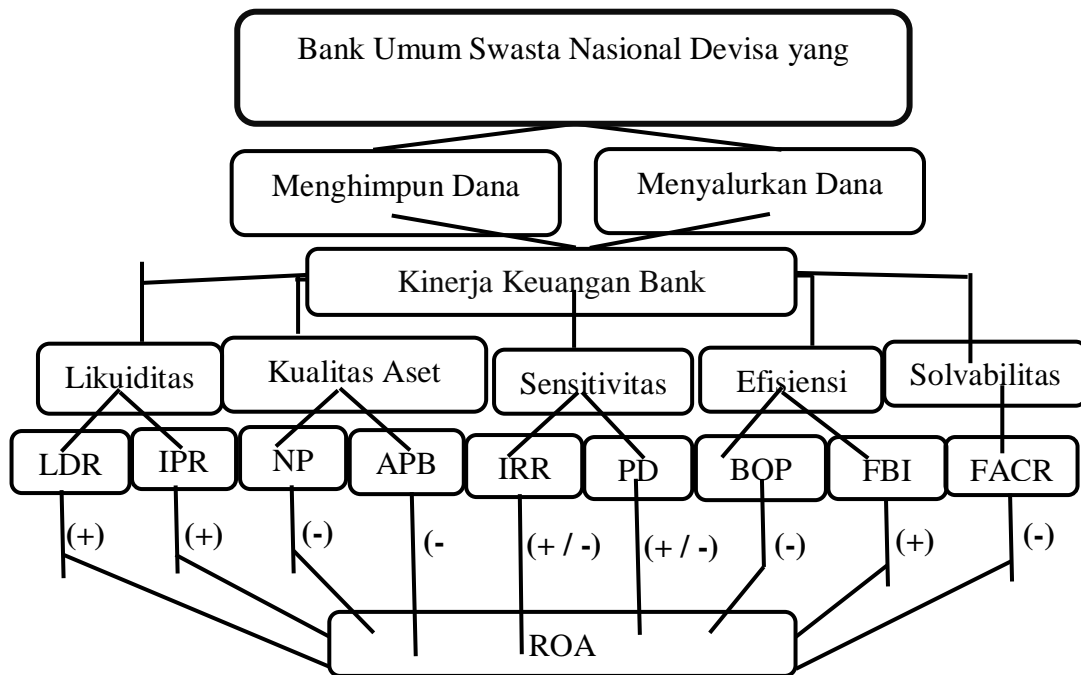 Bank Umum Swasta Nasional Devisa yang
Menghimpun Dana
Menyalurkan Dana
Kinerja Keuangan Bank
Likuiditas
Kualitas Aset
Sensitivitas
Efisiensi
Solvabilitas
LDR
IPR
NP
APB
IRR
PD
BOP
FBI
FACR
(+)
(+)
(-)
(-
(+ / -)
(+ / -)
(-)
(+)
(-)
ROA